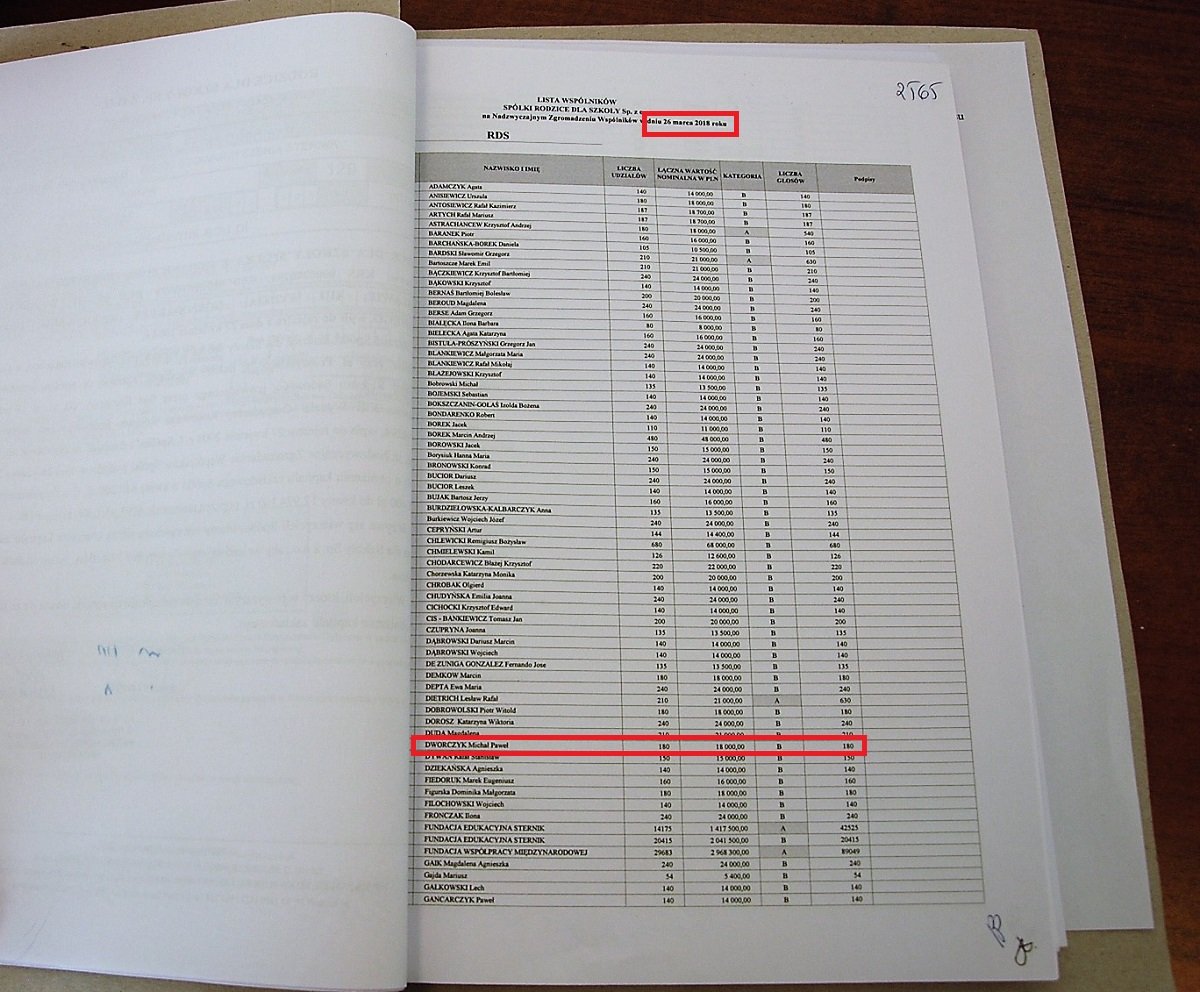 2565
LISTA WSPÓLNIKÓW
SPÓŁKI RODZICE DLA SZKOŁY Sp. z o
na Nadzwyczajnym Zgromadzeniu Wspólników w dniu 26 marca 2018 roku
RDS
NAZWISKO I IMIĘ LICZBA UDZIAŁÓW ŁĄCZNA WARTOŚĆ NOMINALNA W PLN KATEGORIA LICZBA GŁOSÓW Podpisy
ADAMCZYK Agata 140 14 000,00 B 140
ANISIEWICZ Urszula 180 18 000,00 B 180
ANTOSIEWICZ Rafał Kazimierz 187 18 700,00 B 187
ARTYCH Rafał Mariusz 187 18 700,00 B 187
ASTRACHANCEW Krzysztof Andrzej 180 18 000,00 A 540
BARANEK Piotr 160 16 000,00 B 160
BARCHAŃSKA-BOREK Daniela 105 10 500,00 B 105
BARDSKI Sławomir Grzegorz 210 21 000,00 A 630
Bartoszcze Marek Emil 210 21 000,00 B 210
BĄCZKIEWICZ Krzysztof Bartłomiej 240 24 000,00 B 240
BĄKOWSKI Krzysztof 140 14 000,00 B 140
BERNAŚ Bartłomiej Bolesław 200 20 000,00 B 200
BEROUD Magdalena 240 24 000,00 B 240
BERSE Adam Grzegorz 160 16 000,00 B 160
BIAŁĘCKA Ilona Barbara 80 8 000,00 B 80
BIELECKA Agata Katarzyna 160 16 000,00 B 160
BISTUŁA-PRÓSZYŃSKI Grzegorz Jan 240 24 000,00 B 240
BLANKIEWICZ Małgorzata Maria 240 24 000,00 B 240
BLANKIEWICZ Rafał Mikołaj 140 14 000,00 B 140
BŁAŻEJOWSKI Krzysztof 140 14 000,00 B 140
Bobrowski Michał 135 13 500,00 B 135
BOJEMSKI Sebastian 140 14 000,00 B 140
BOKSZCZANIN-GOŁAŚ Izolda Bożena 240 24 000,00 B 240
BONDARENKO Robert 140 14 000,00 B 140
BOREK Jacek 110 11 000,00 B 110
BOREK Marcin Andrzej 480 48 000,00 B 480
BOROWSKI Jacek 150 15 000,00 B 150
Borysiuk Hanna Maria 240 24 000,00 B 240
BRONOWSKI Konrad 150 15 000,00 B 150
BUCIOR Dariusz 240 24 000,00 B 240
BUCIOR Leszek 140 14 000,00 B 140
BUJAK Bartosz Jerzy 160 16 000,00 B 160
BURDZIEŁOWSKA-KALBARCZYK Anna 135 13 500,00 B 135
Burkiewicz Wojciech Józef 240 24 000,00 B 240
CEPRYŃSKI Artur 144 14 400,00 B 144
CHLEWICKI Remigiusz Bożysław 680 68 000,00 B 680
CHMIELEWSKI Kamil 126 12 600,00 B 126
CHODARCEWICZ Błażej Krzysztof 220 22 000,00 B 220
Chorzewska Katarzyna Monika 200 20 000,00 B 200
CHROBAK Olgierd 140 14 000,00 B 140
CHUDYŃSKA Emilia Joanna 240 24 000,00 B 240
CICHOCKI Krzysztof Edward 140 14 000,00 B 140
CIS - BANKIEWICZ Tomasz Jan 200 20 000,00 B 200
CZUPRYNA Joanna 135 13 500,00 B 135
DĄBROWSKI Dariusz Marcin 140 14 000,00 B 140
DĄBROWSKI Wojciech 140 14 000,00 B 140
DE ZUNIGA GONZALEZ Fernando Jose 135 13 500,00 B 135
DEMKOW Marcin 180 18 000,00 B 180
DEPTA Ewa Maria 240 24 000,00 B 240
DIETRICH Lesław Rafał 210 21 000,00 A 630
DOBROWOLSKI Piotr Witold 180 18 000,00 B 180
DOROSZ Katarzyna Wiktoria 240 24 000,00 B 240
DUDA Magdalena 210 21 000,00 B 210
DWORCZYK Michał Paweł 180 18 000,00 B 180
DYWAN Rafał Stanisław 150 15 000,00 B 150
DZIEKAŃSKA Agnieszka 140 14 000,00 B 140
FIEDORUK Marek Eugeniusz 160 16 000,00 B 160
Figurska Dominika Małgorzata 180 18 000,00 B 180
FILOCHOWSKI Wojciech 140 14 000,00 B 140
FRONCZAK Ilona 240 24 000,00 B 240
FUNDACJA EDUKACYJNA STERNIK 14175 1 417 500,00 A 42525
FUNDACJA EDUKACYJNA STERNIK 20415 2 041 500,00 B 20415
FUNDACJA WSPÓŁPRACY MIĘDZYNARODOWEJ 29683 2 968 300,00 A 89049
GAIK Magdalena Agnieszka 240 24 000,00 B 240
Gajda Mariusz 54 5 400,00 B 54
GAŁKOWSKI Lech 140 14 000,00 B 140
GANCARCZYK Paweł 140 14 000,00 B 140